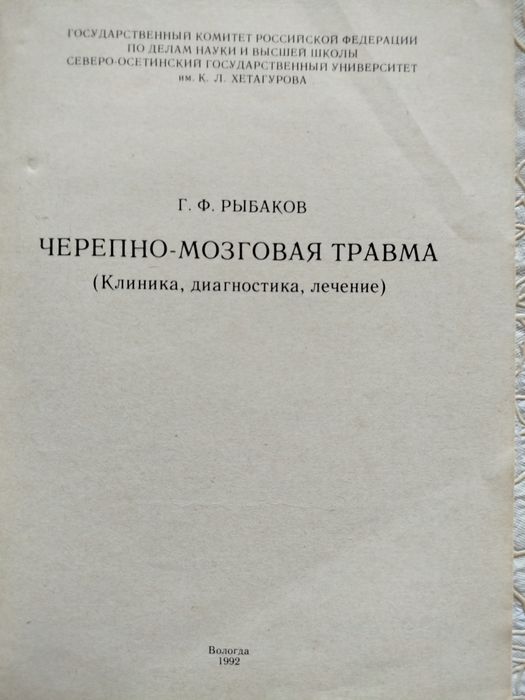 ГОСУДАРСТВЕННЫЙ КОМИТЕТ РОССИЙСКОЙ ФЕДЕРАЦИИ
ПО ДЕЛАМ НАУКИ И ВЫСШЕЙ ШКОЛЫ
СЕВЕРО-ОСЕТИНСКИЙ ГОСУДАРСТВЕННЫЙ УНИВЕРСИТЕТ
им. К. Л. ХЕТАГУРОВА
Г. Ф. РЫБАКОВ
ЧЕРЕПНО-МОЗГОВАЯ ТРАВМА
(Клиника, диагностика, лечение)
Вологда
1992